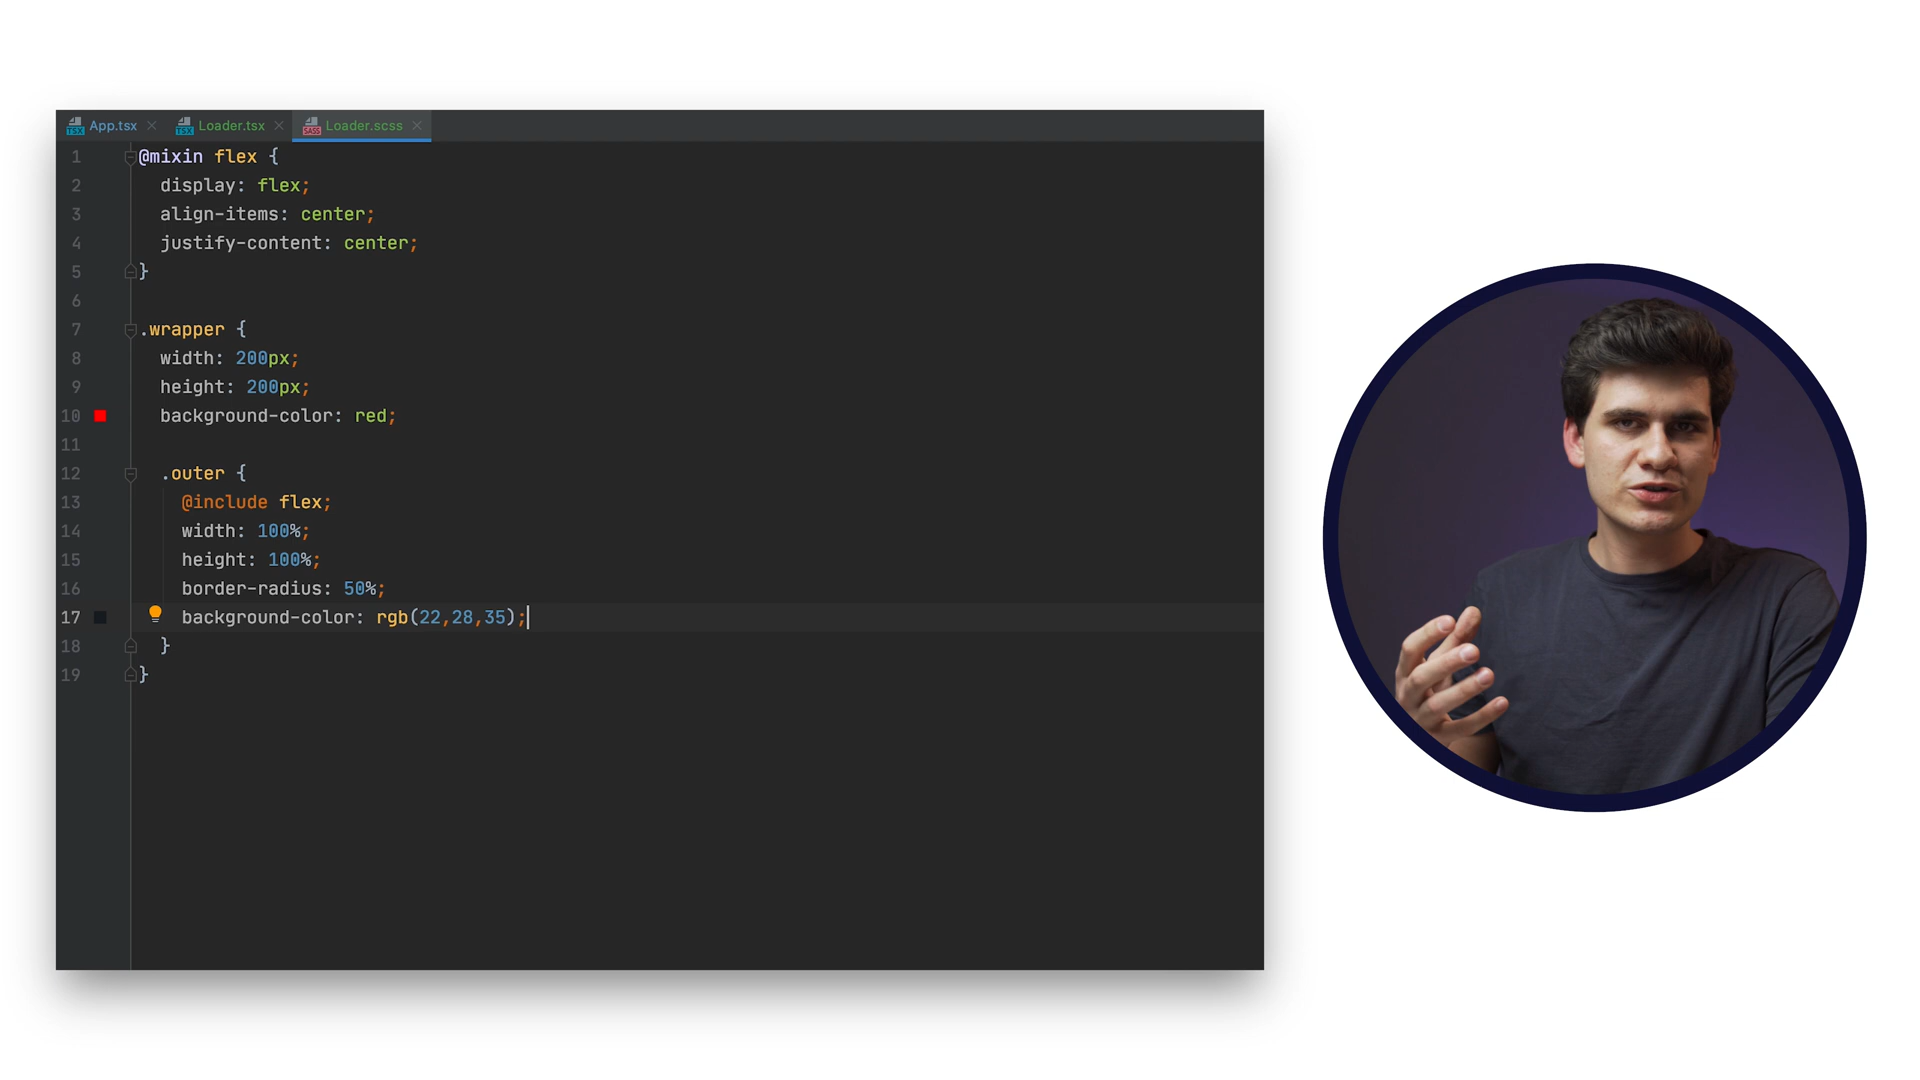 App.tsx Loader.tsx Loader.scss
1 @mixin flex {
2 display: flex;
3 align-items: center;
4 justify-content: center;
5 }
6
7 .wrapper {
8 width: 200px;
9 height: 200px;
10 background-color: red;
11
12 .outer {
13 @include flex;
14 width: 100%;
15 height: 100%;
16 border-radius: 50%;
17 background-color: rgb(22,28,35);
18 }
19 }